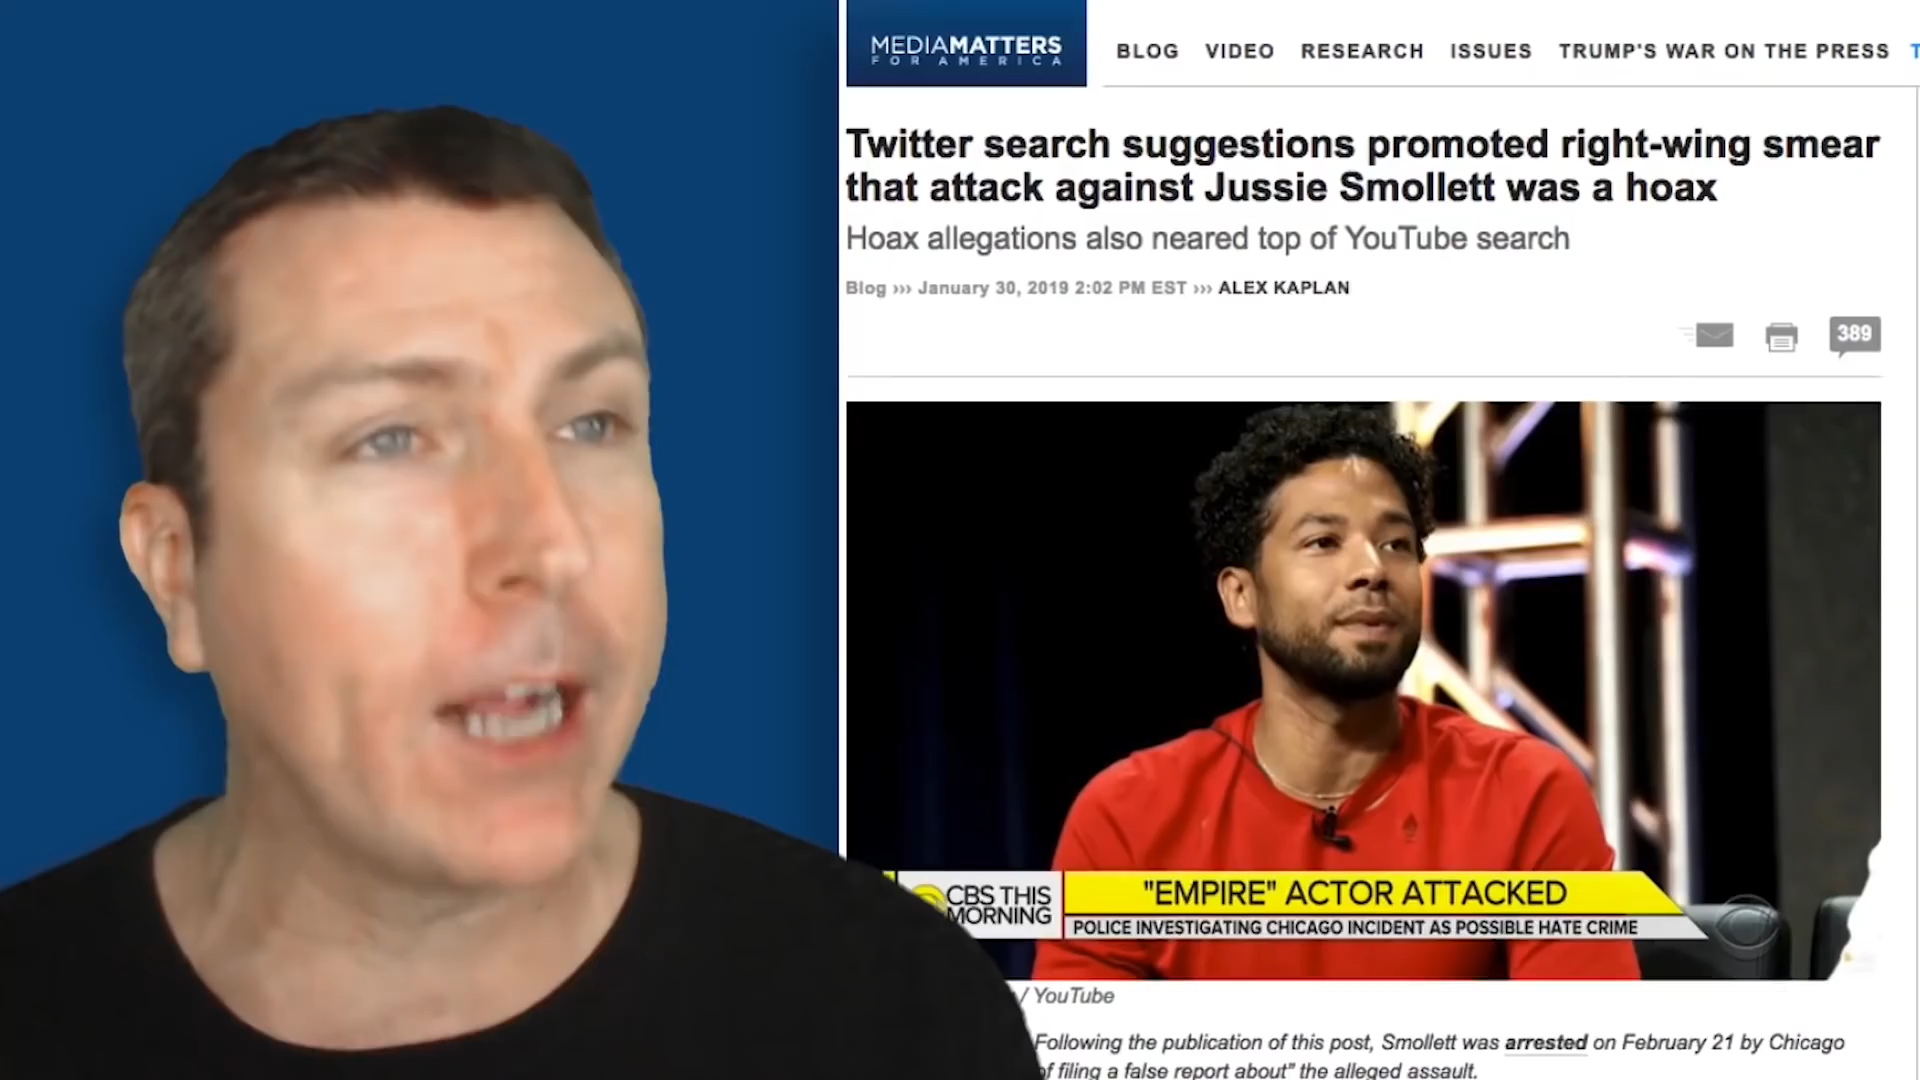 MEDIAMATTERS
FOR AMERICA
BLOG VIDEO RESEARCH ISSUES TRUMP'S WAR ON THE PRESS
Twitter search suggestions promoted right-wing smear
that attack against Jussie Smollett was a hoax
Hoax allegations also neared top of YouTube search
Blog ››› January 30, 2019 2:02 PM EST ››› ALEX KAPLAN
389
CBS THIS
MORNING
"EMPIRE" ACTOR ATTACKED
POLICE INVESTIGATING CHICAGO INCIDENT AS POSSIBLE HATE CRIME
/ YouTube
Following the publication of this post, Smollett was arrested on February 21 by Chicago
of filing a false report about" the alleged assault.